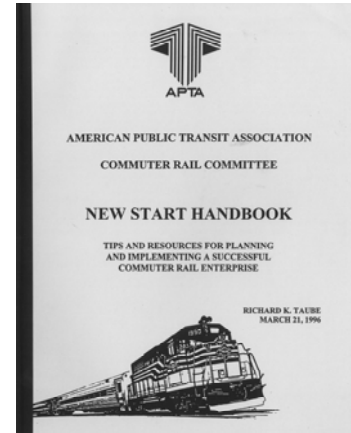 APTA
AMERICAN PUBLIC TRANSIT ASSOCIATION
COMMUTER RAIL COMMITTEE
NEW START HANDBOOK
TIPS AND RESOURCES FOR PLANNING
AND IMPLEMENTING A SUCCESSFUL
COMMUTER RAIL ENTERPRISE
RICHARD K. TAUBE
MARCH 21, 1996